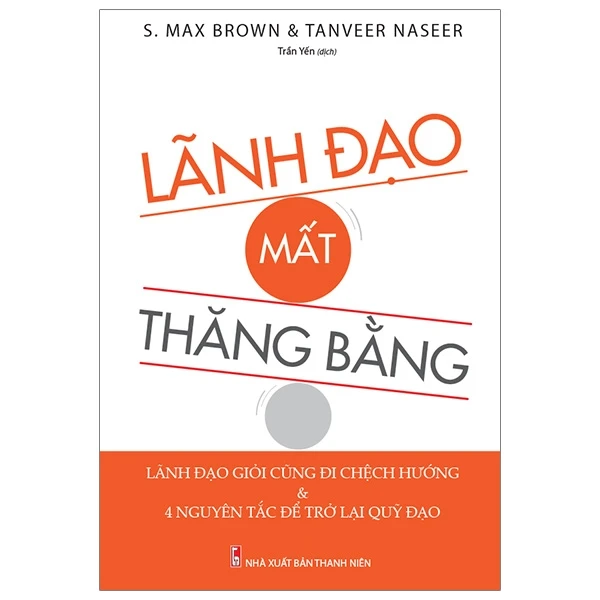 S. MAX BROWN & TANVEER NASEER
Trần Yến (dịch)
LÃNH ĐẠO
MẤT
THĂNG BẰNG
LÃNH ĐẠO GIỎI CŨNG ĐI CHỆCH HƯỚNG
&
4 NGUYÊN TẮC ĐỂ TRỞ LẠI QUỸ ĐẠO
NHÀ XUẤT BẢN THANH NIÊN